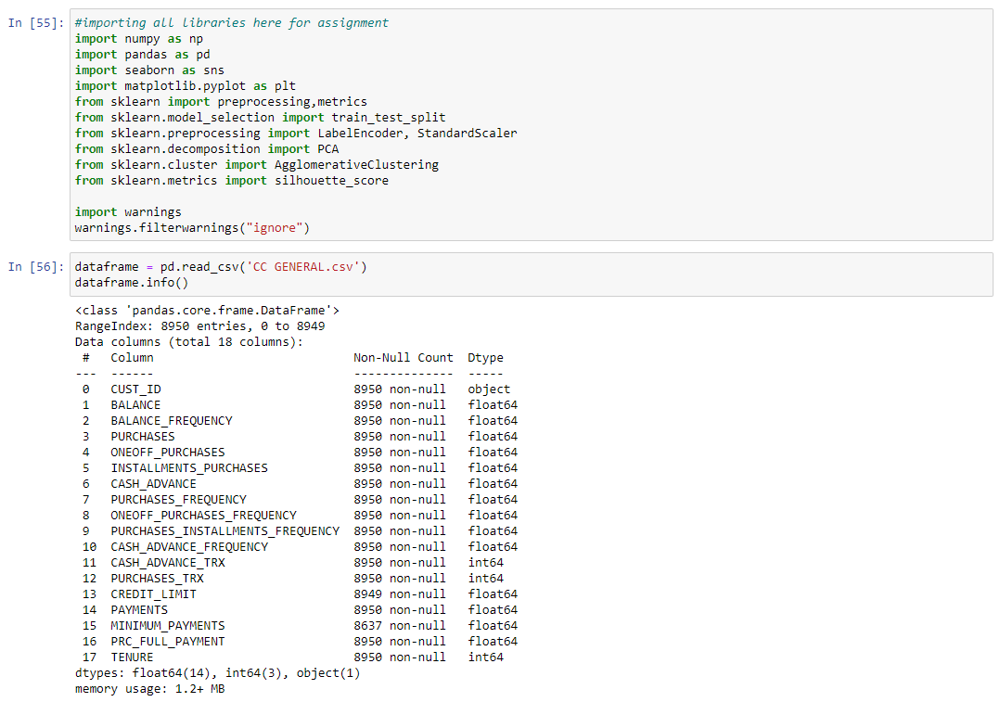 In [55]: #importing all libraries here for assignment
import numpy as np
import pandas as pd
import seaborn as sns
import matplotlib.pyplot as plt
from sklearn import preprocessing,metrics
from sklearn.model_selection import train_test_split
from sklearn.preprocessing import LabelEncoder, StandardScaler
from sklearn.decomposition import PCA
from sklearn.cluster import AgglomerativeClustering
from sklearn.metrics import silhouette_score

import warnings
warnings.filterwarnings("ignore")

In [56]: dataframe = pd.read_csv('CC GENERAL.csv')
dataframe.info()

<class 'pandas.core.frame.DataFrame'>
RangeIndex: 8950 entries, 0 to 8949
Data columns (total 18 columns):
 #   Column                            Non-Null Count  Dtype
---  ------                            --------------  -----
 0   CUST_ID                           8950 non-null   object
 1   BALANCE                           8950 non-null   float64
 2   BALANCE_FREQUENCY                 8950 non-null   float64
 3   PURCHASES                         8950 non-null   float64
 4   ONEOFF_PURCHASES                  8950 non-null   float64
 5   INSTALLMENTS_PURCHASES            8950 non-null   float64
 6   CASH_ADVANCE                      8950 non-null   float64
 7   PURCHASES_FREQUENCY               8950 non-null   float64
 8   ONEOFF_PURCHASES_FREQUENCY        8950 non-null   float64
 9   PURCHASES_INSTALLMENTS_FREQUENCY  8950 non-null   float64
 10  CASH_ADVANCE_FREQUENCY            8950 non-null   float64
 11  CASH_ADVANCE_TRX                  8950 non-null   int64
 12  PURCHASES_TRX                     8950 non-null   int64
 13  CREDIT_LIMIT                      8949 non-null   float64
 14  PAYMENTS                          8950 non-null   float64
 15  MINIMUM_PAYMENTS                  8637 non-null   float64
 16  PRC_FULL_PAYMENT                  8950 non-null   float64
 17  TENURE                            8950 non-null   int64
dtypes: float64(14), int64(3), object(1)
memory usage: 1.2+ MB